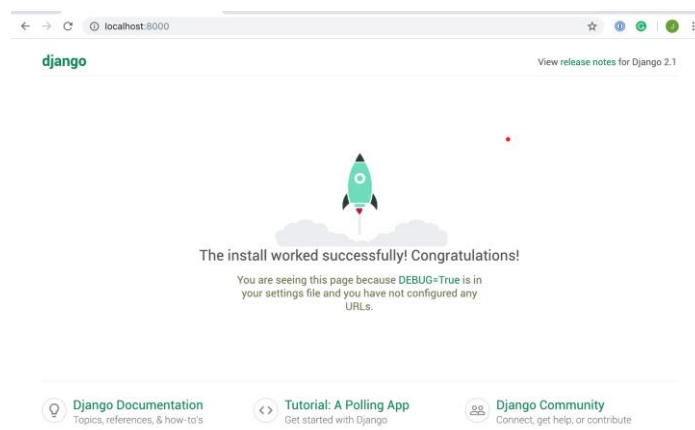 localhost:8000
django
View release notes for Django 2.1
The install worked successfully! Congratulations!
You are seeing this page because DEBUG=True is in
your settings file and you have not configured any
URLs.
Django Documentation
Topics, references, & how-to's
Tutorial: A Polling App
Get started with Django
Django Community
Connect, get help, or contribute